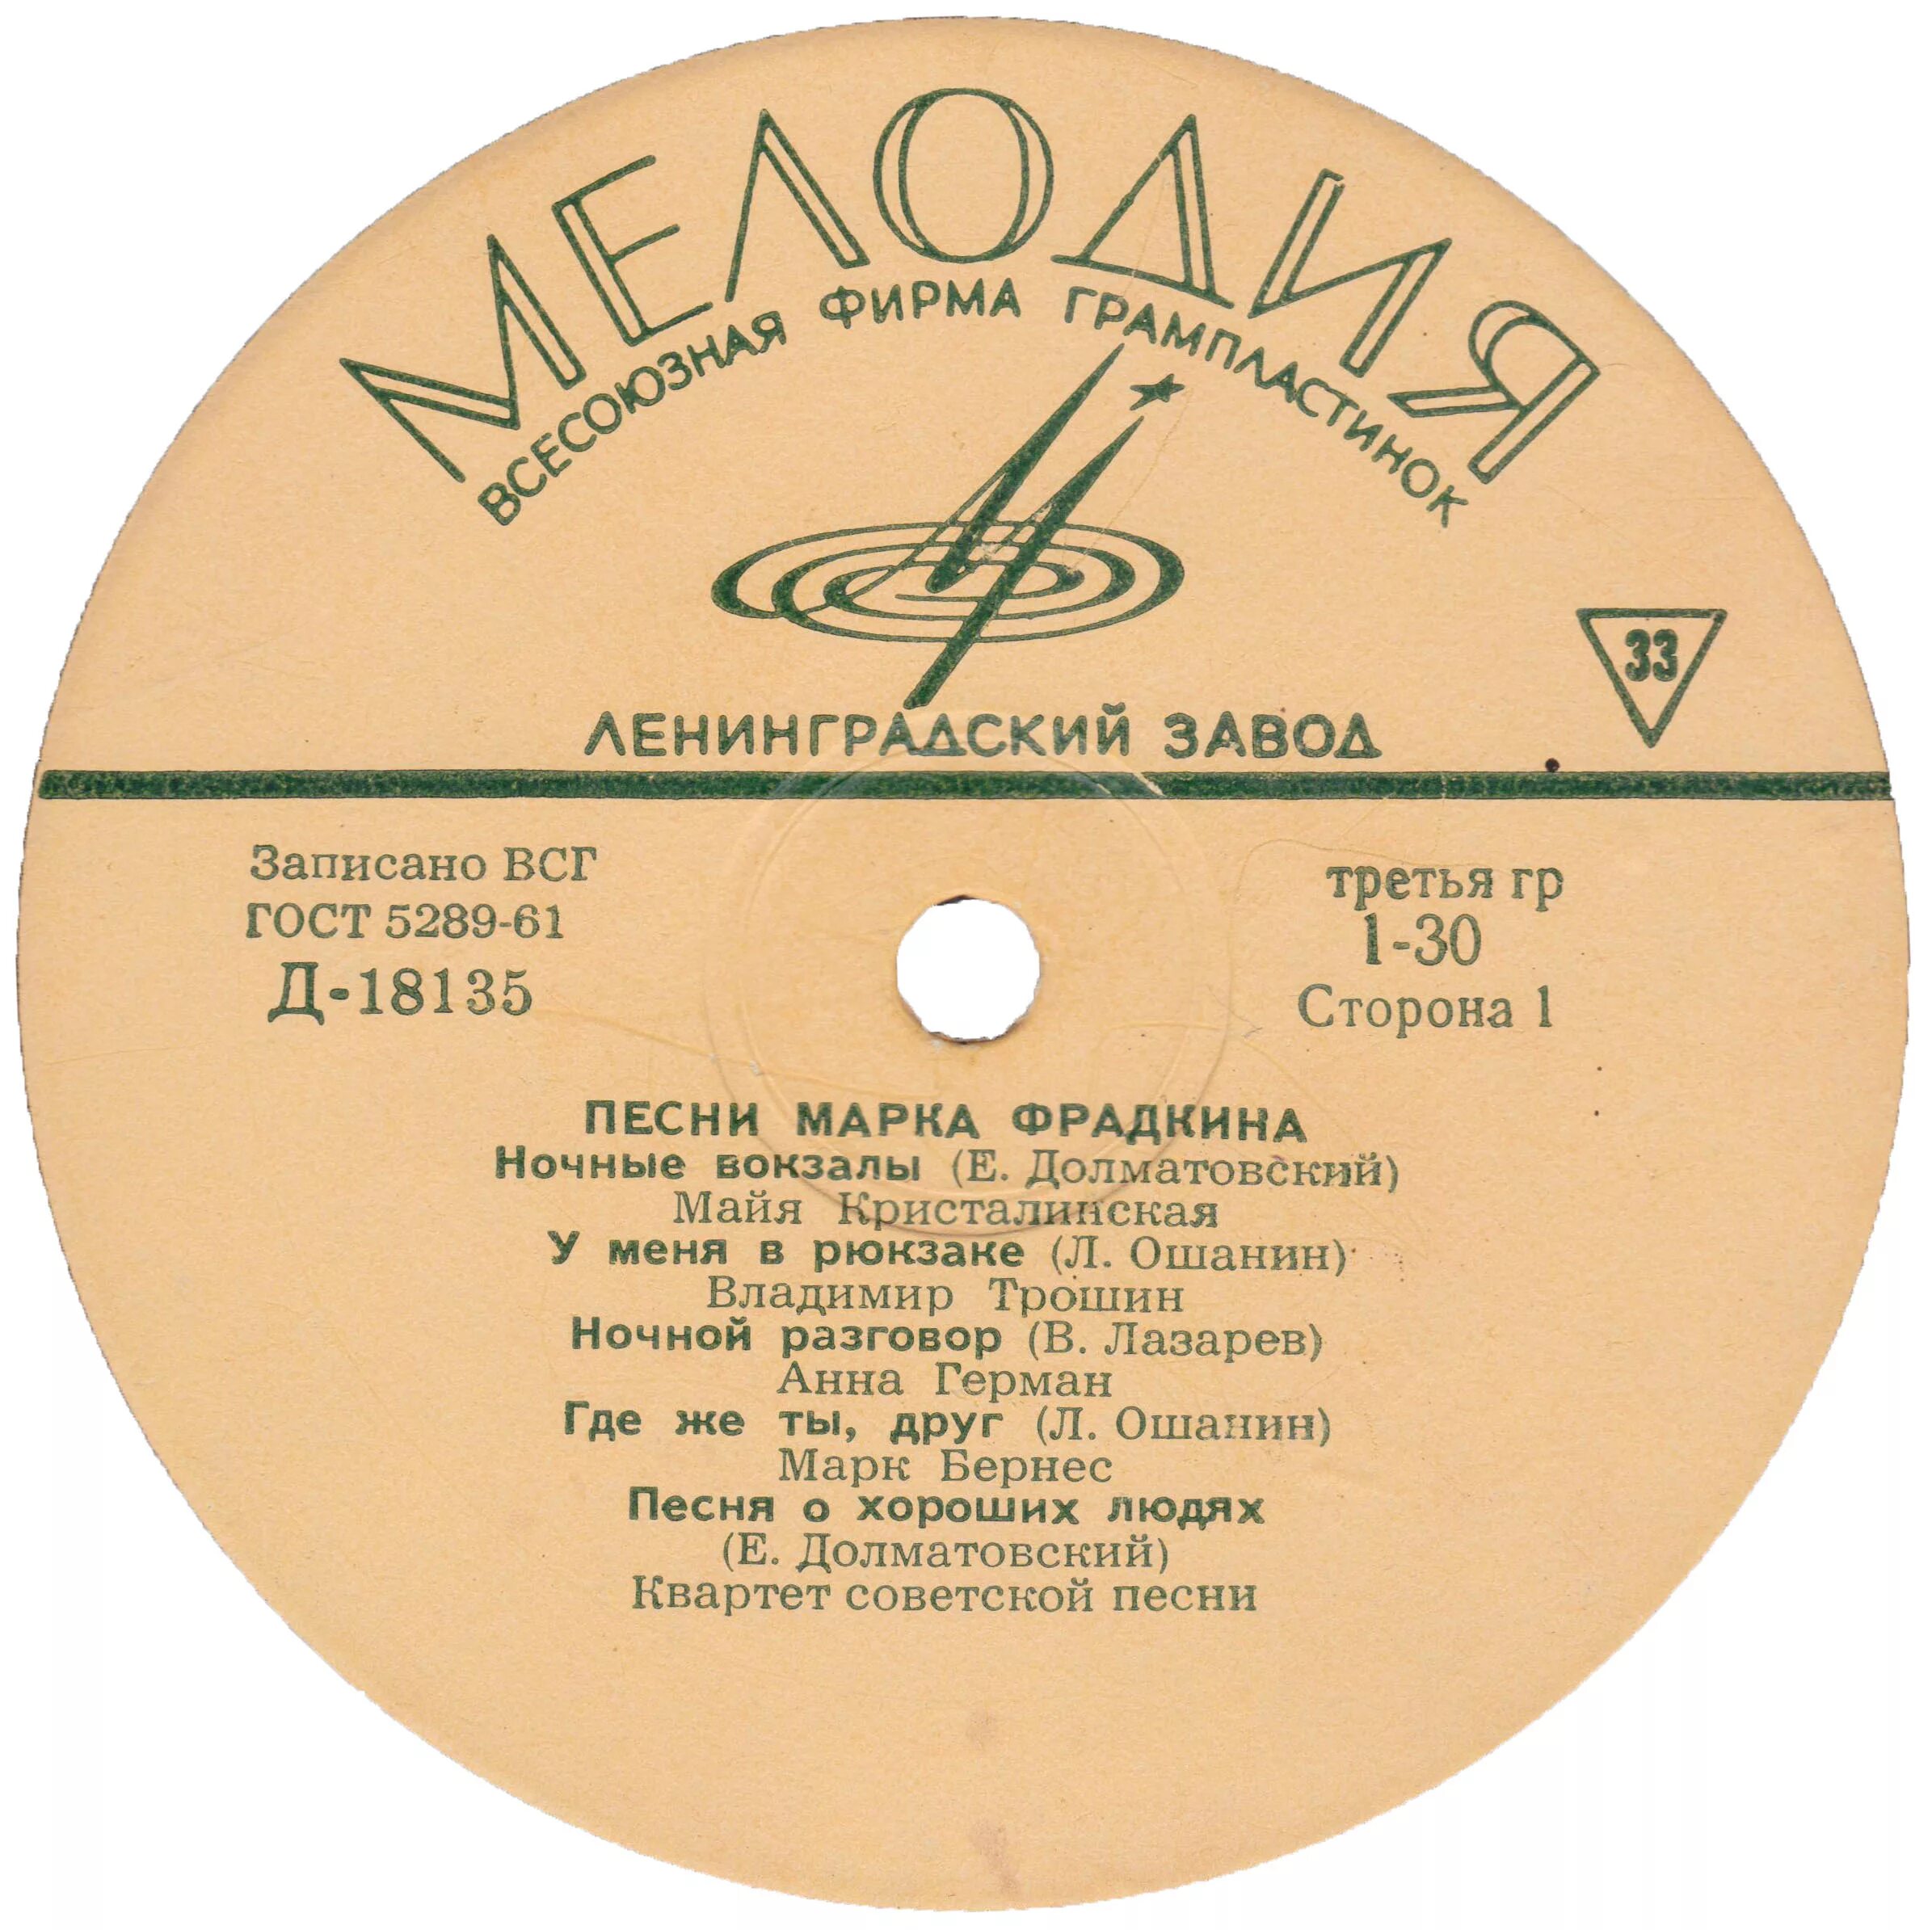 МЕЛОДИЯ
ВСЕСОЮЗНАЯ ФИРМА ГРАМПЛАСТИНОК
33
ЛЕНИНГРАДСКИЙ ЗАВОД
Записано ВСГ
ГОСТ 5289-61
Д-18135
третья гр
1-30
Сторона 1
ПЕСНИ МАРКА ФРАДКИНА
Ночные вокзалы (Е. Долматовский)
Майя Кристалинская
У меня в рюкзаке (Л. Ошанин)
Владимир Трошин
Ночной разговор (В. Лазарев)
Анна Герман
Где же ты, друг (Л. Ошанин)
Марк Бернес
Песня о хороших людях
(Е. Долматовский)
Квартет советской песни